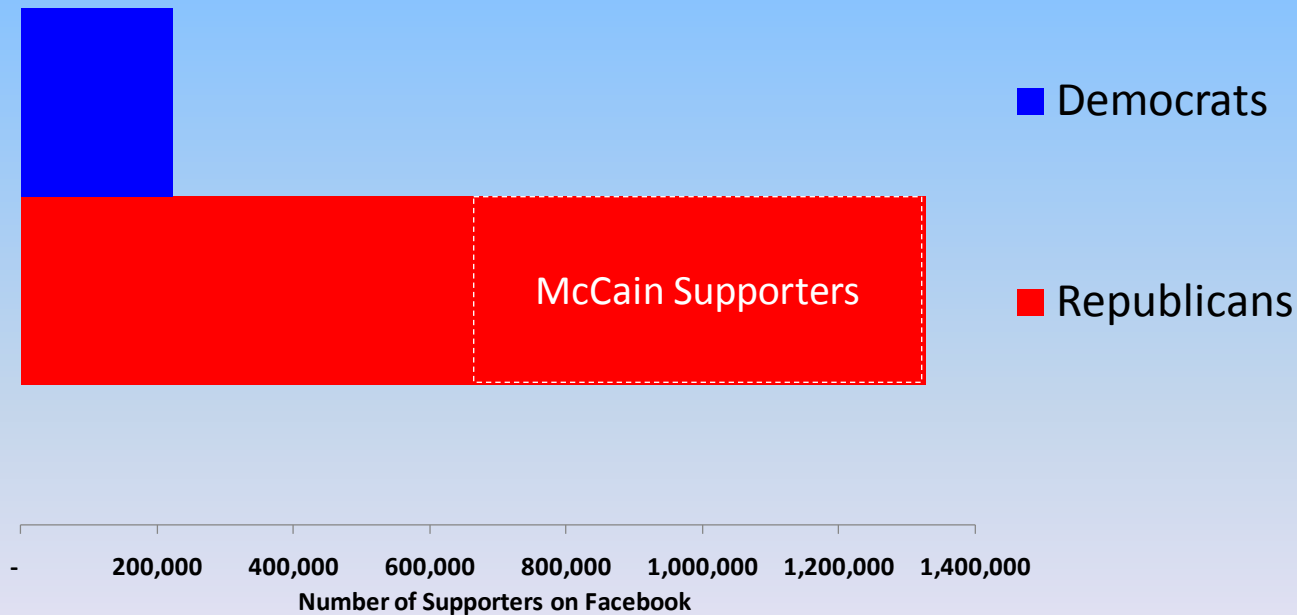 Democrats
McCain Supporters
Republicans
- 200,000 400,000 600,000 800,000 1,000,000 1,200,000 1,400,000
Number of Supporters on Facebook